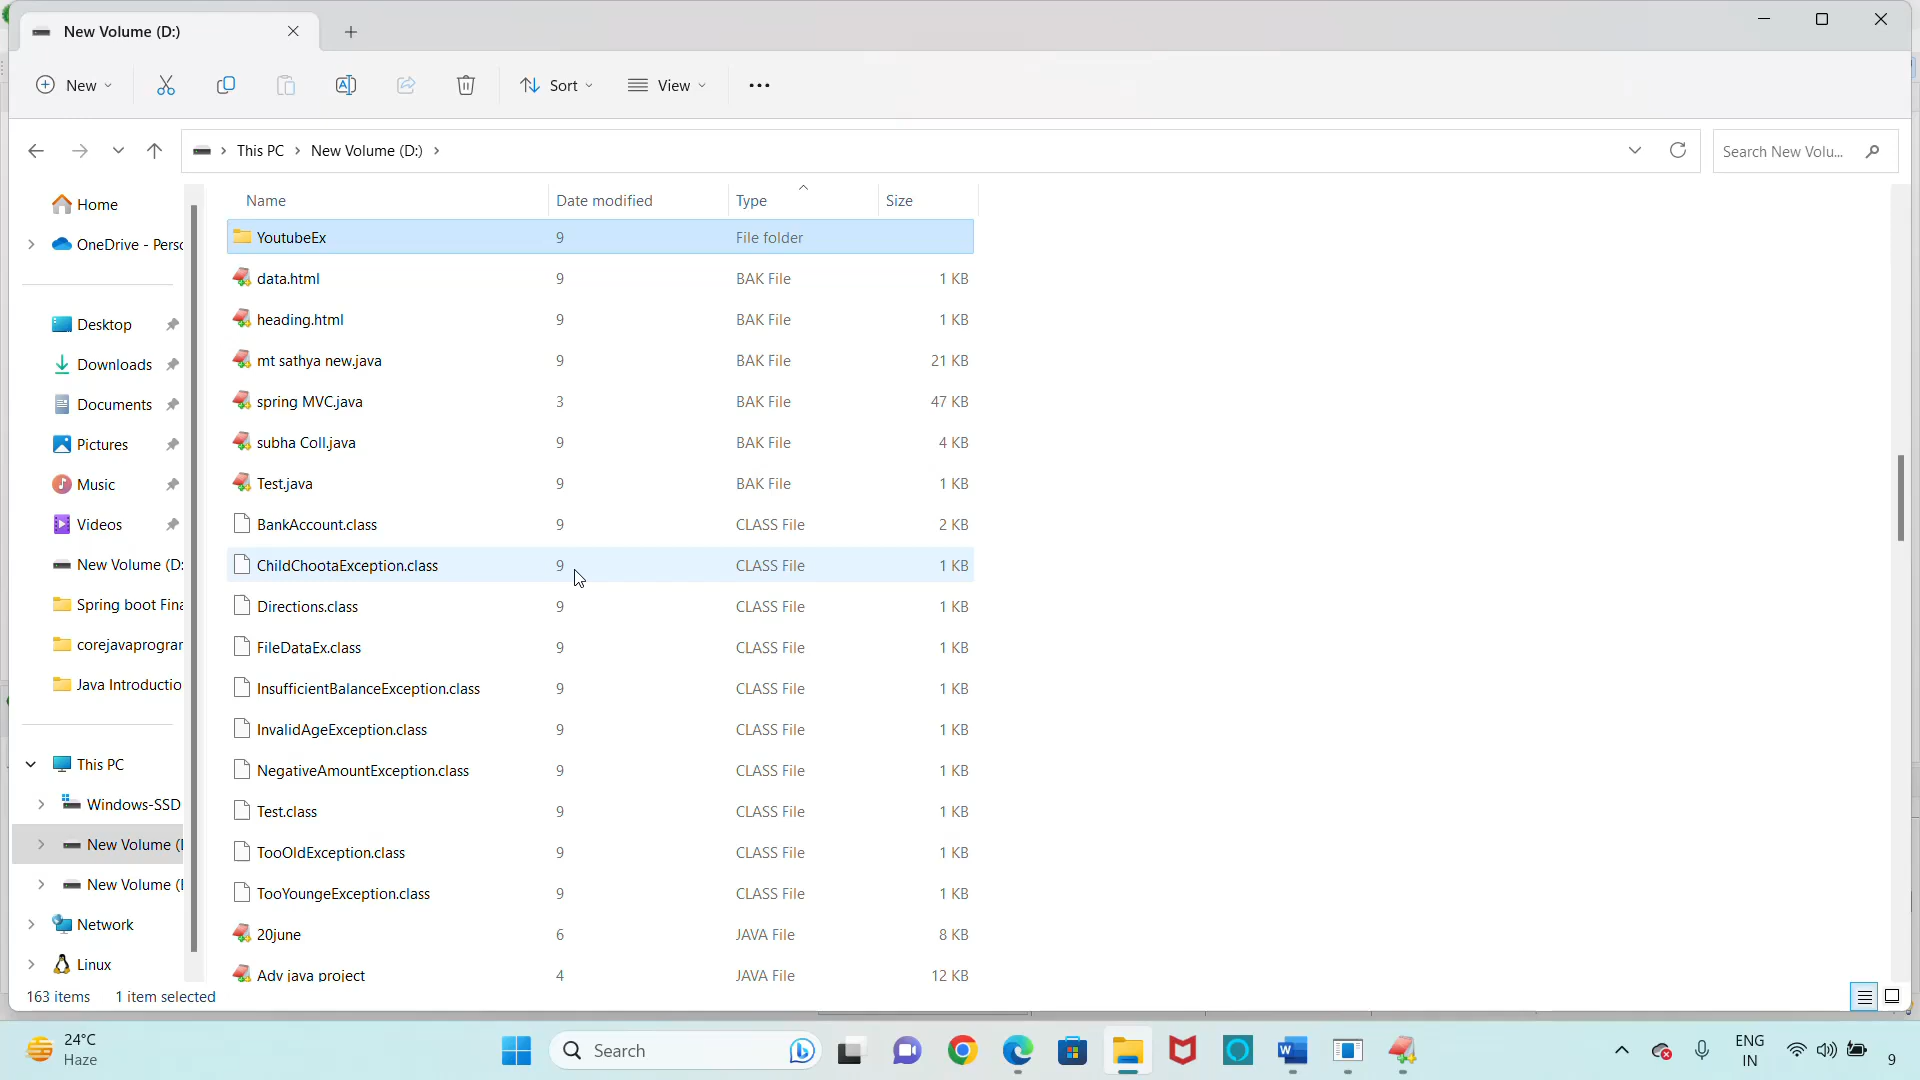 New Volume (D:)
New
Sort
View
This PC
New Volume (D:)
Search New Volu...
Home
OneDrive - Perso
Desktop
Downloads
Documents
Pictures
Music
Videos
New Volume (D:
Spring boot Fina
corejavaprogran
Java Introductio
This PC
Windows-SSD
New Volume (
New Volume (
Network
Linux
Name Date modified Type Size
YoutubeEx 9 File folder
data.html 9 BAK File 1 KB
heading.html 9 BAK File 1 KB
mt sathya new.java 9 BAK File 21 KB
spring MVC.java 3 BAK File 47 KB
subha Coll.java 9 BAK File 4 KB
Test.java 9 BAK File 1 KB
BankAccount.class 9 CLASS File 2 KB
ChildChootaException.class 9 CLASS File 1 KB
Directions.class 9 CLASS File 1 KB
FileDataEx.class 9 CLASS File 1 KB
InsufficientBalanceException.class 9 CLASS File 1 KB
InvalidAgeException.class 9 CLASS File 1 KB
NegativeAmountException.class 9 CLASS File 1 KB
Test.class 9 CLASS File 1 KB
TooOldException.class 9 CLASS File 1 KB
TooYoungeException.class 9 CLASS File 1 KB
20june 6 JAVA File 8 KB
Adv java project 4 JAVA File 12 KB
163 items 1 item selected
24°C
Haze
Search
ENG
IN
9